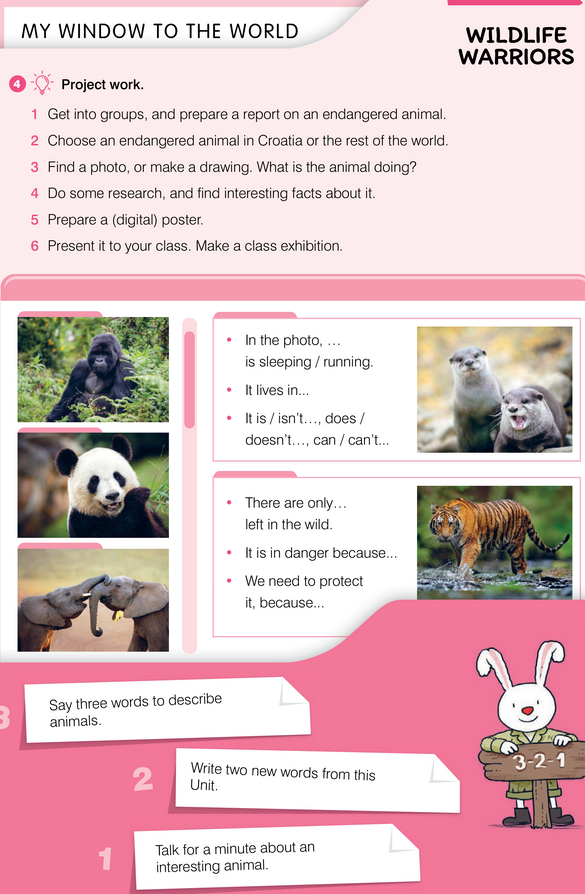 MY WINDOW TO THE WORLD
WILDLIFE
WARRIORS
4 Project work.
1 Get into groups, and prepare a report on an endangered animal.
2 Choose an endangered animal in Croatia or the rest of the world.
3 Find a photo, or make a drawing. What is the animal doing?
4 Do some research, and find interesting facts about it.
5 Prepare a (digital) poster.
6 Present it to your class. Make a class exhibition.
• In the photo, …
is sleeping / running.
• It lives in...
• It is / isn't…, does /
doesn't…, can / can't...
• There are only…
left in the wild.
• It is in danger because...
• We need to protect
it, because...
3 Say three words to describe
animals.
2 Write two new words from this
Unit.
1 Talk for a minute about an
interesting animal.
3-2-1